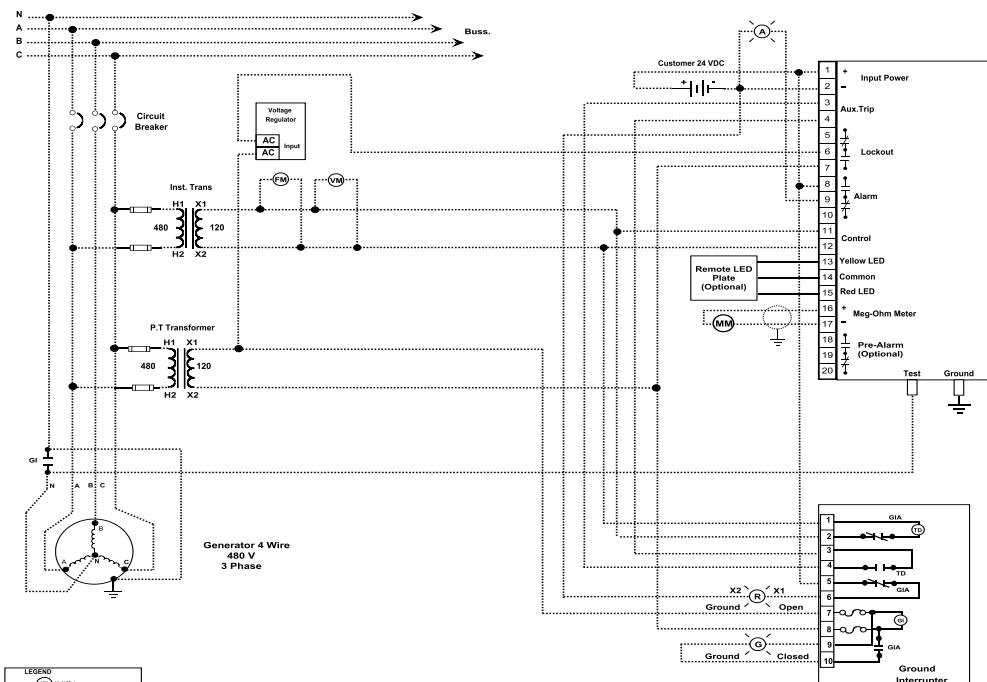 N
A
B
C
Buss.
Circuit
Breaker
Voltage
Regulator
AC
AC
Input
FM
VM
A
Customer 24 VDC
+
-
Inst. Trans
H1 X1
480 120
H2 X2
P.T Transformer
H1 X1
480 120
H2 X2
1 + Input Power
2 -
3
Aux.Trip
4
5
6 Lockout
7
8
9 Alarm
10
11
Control
12
13 Yellow LED
14 Common
15 Red LED
16 +
Meg-Ohm Meter
17 -
18
Pre-Alarm
(Optional)
19
20
Test Ground
Remote LED
Plate
(Optional)
MM
GI
N A B C
B
A N C
Generator 4 Wire
480 V
3 Phase
X2 R X1
Ground Open
G
Ground Closed
1 GIA
TD
2
3
4
TD
5
GIA
6
7
GI
8
9
GIA
10
Ground
Interrupter
LEGEND